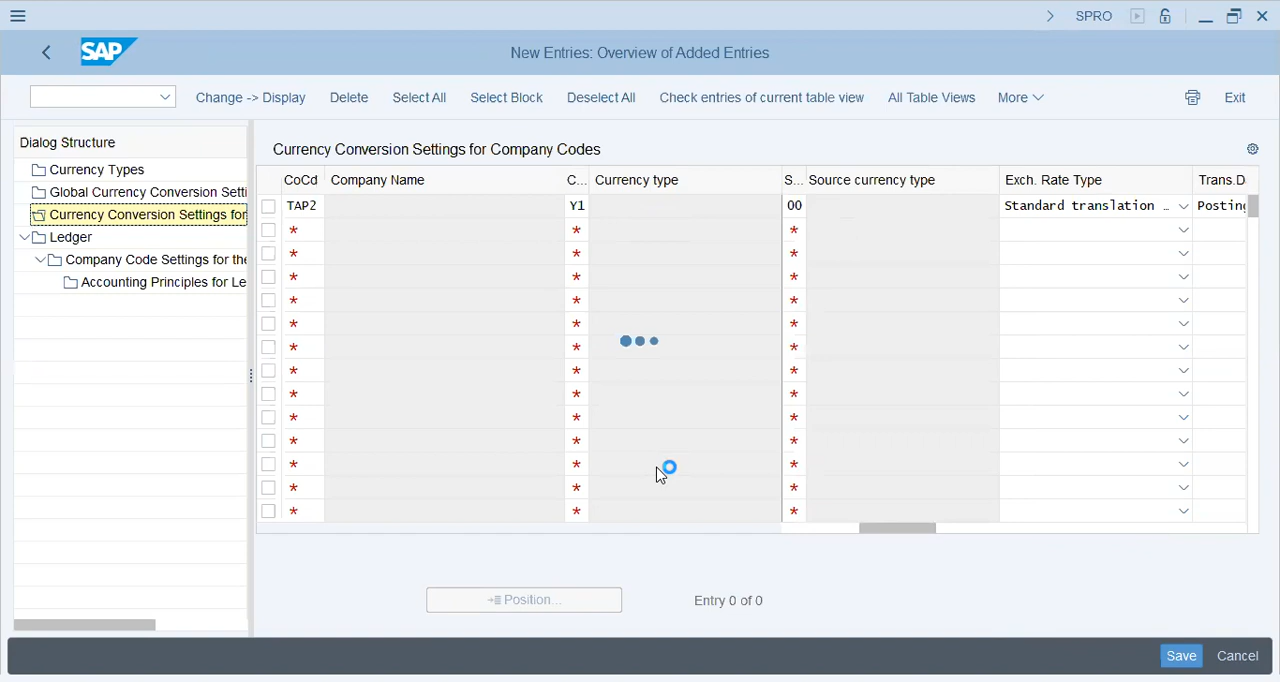 SPRO
SAP
New Entries: Overview of Added Entries
Change -> Display Delete Select All Select Block Deselect All Check entries of current table view All Table Views More Exit
Dialog Structure
Currency Types
Global Currency Conversion Setti
Currency Conversion Settings for
Ledger
Company Code Settings for the
Accounting Principles for Le
Currency Conversion Settings for Company Codes
CoCd Company Name C... Currency type S... Source currency type Exch. Rate Type Trans.D
TAP2 Y1 00 Standard translation … Posting
* * *
* * *
* * *
* * *
* * *
* * *
* * *
* * *
* * *
* * *
* * *
* * *
* * *
Position... Entry 0 of 0
Save Cancel